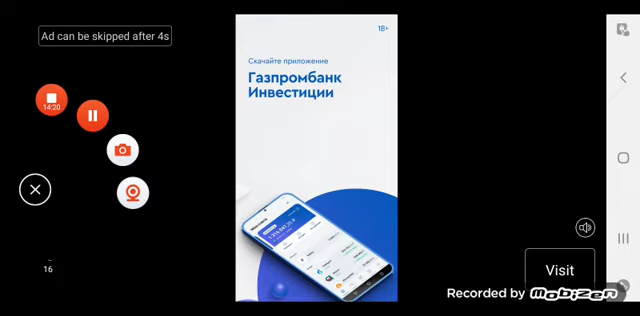 Ad can be skipped after 4s
18+
Скачайте приложение
Газпромбанк
Инвестиции
14:20
16
Visit
Recorded by MOBIZEN